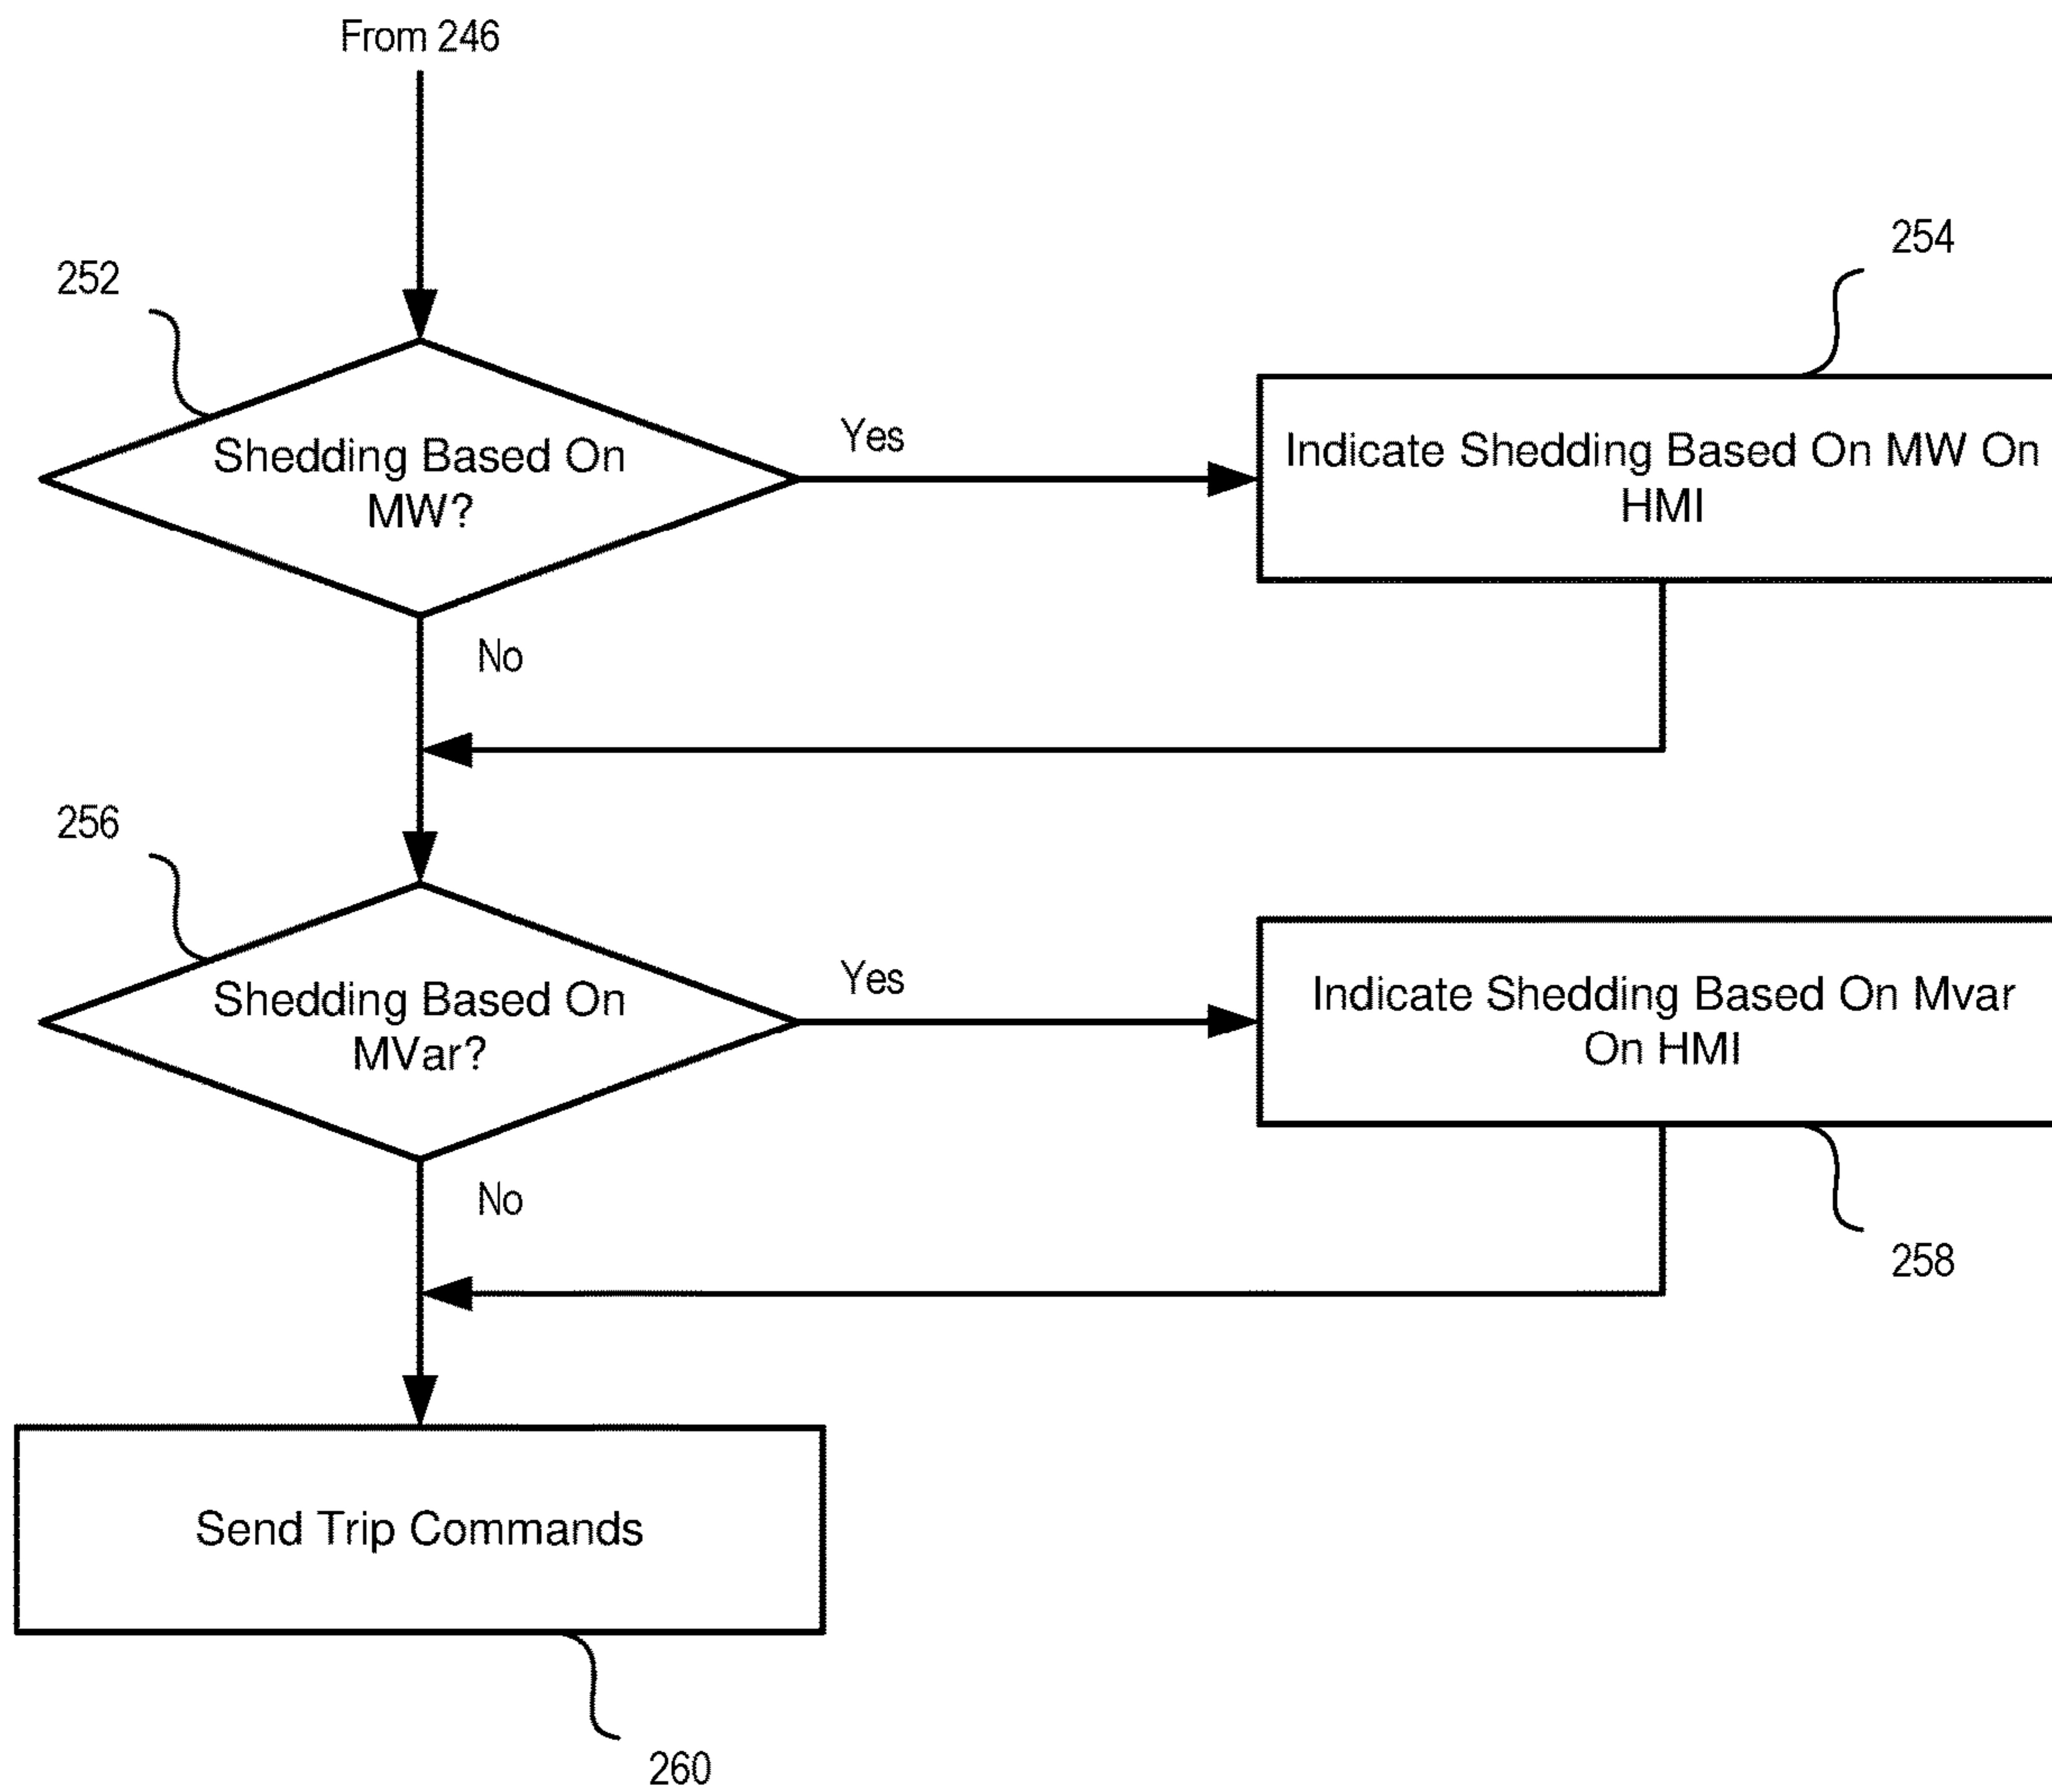 From 246
252
254
Shedding Based On
MW?
Yes
Indicate Shedding Based On MW On
HMI
No
256
Shedding Based On
MVar?
Yes
Indicate Shedding Based On Mvar
On HMI
No
258
Send Trip Commands
260